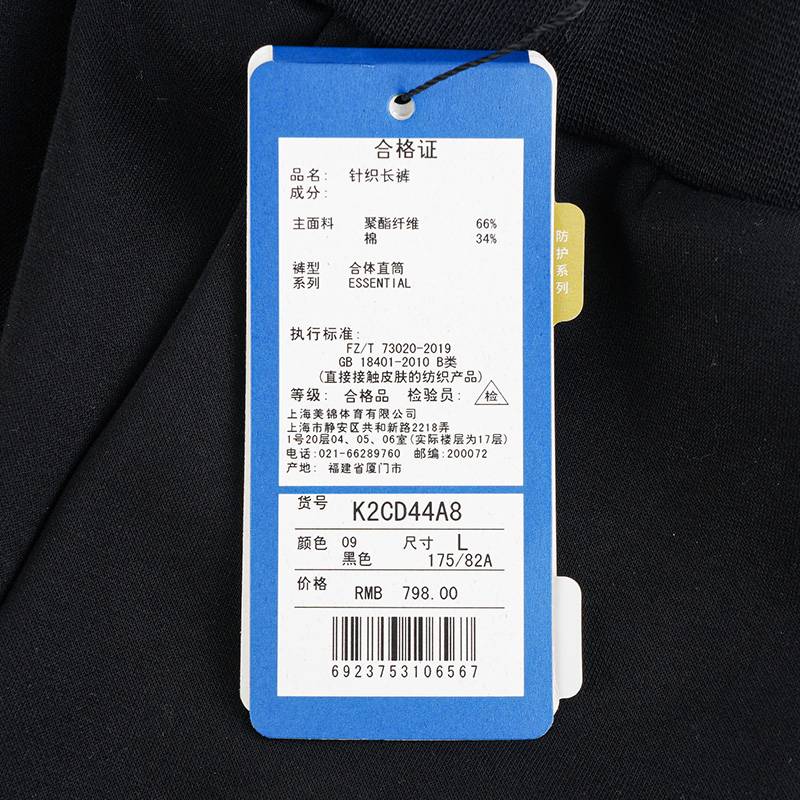 合格证
品名: 针织长裤
成分:
主面料 聚酯纤维 66%
棉 34%
裤型 合体直筒
系列 ESSENTIAL
执行标准:
FZ/T 73020-2019
GB 18401-2010 B类
(直接接触皮肤的纺织产品)
等级: 合格品 检验员: 检
上海美锦体育有限公司
上海市静安区共和新路2218弄
1号20层04、05、06室(实际楼层为17层)
电话:021-66289760 邮编:200072
产地: 福建省厦门市
货号 K2CD44A8
颜色 09 尺寸 L
黑色 175/82A
价格 RMB 798.00
6923753106567
防护系列